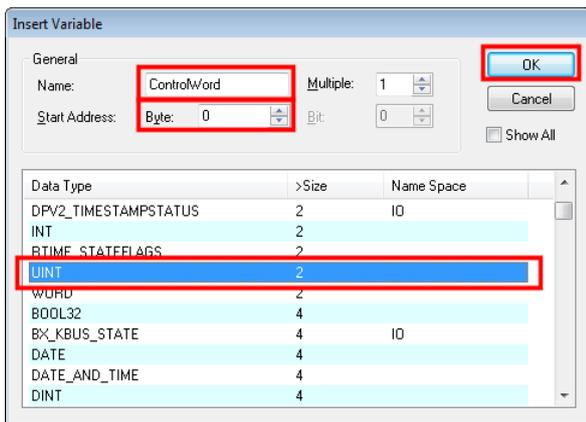 Insert Variable
General
Name: ControlWord Multiple: 1
Start Address: Byte: 0 Bit: 0
OK
Cancel
Show All
Data Type >Size Name Space
DPV2_TIMESTAMPSTATUS 2 IO
INT 2
RTIME_STATEFLAGS 2
UINT 2
WORD 2
BOOL32 4
BX_KBUS_STATE 4 IO
DATE 4
DATE_AND_TIME 4
DINT 4